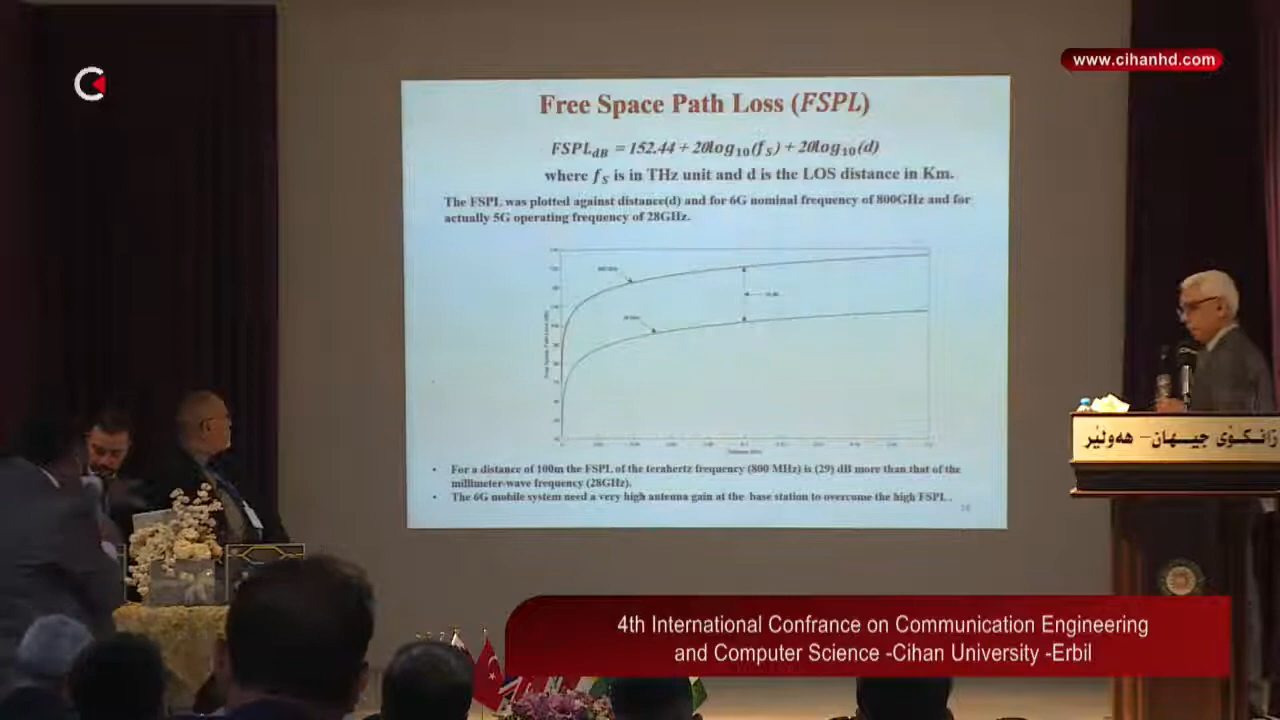 www.cihanhd.com
Free Space Path Loss (FSPL)
FSPL_dB = 152.44 + 20log₁₀(f_S) + 20log₁₀(d)
where f_S is in THz unit and d is the LOS distance in Km.
The FSPL was plotted against distance(d) and for 6G nominal frequency of 800GHz and for
actually 5G operating frequency of 28GHz.
For a distance of 100m the FSPL of the terahertz frequency (800 MHz) is (29) dB more than that of the
millimeter-wave frequency (28GHz).
The 6G mobile system need a very high antenna gain at the base station to overcome the high FSPL.
زانكۆى جيهان - هەولێر
4th International Confrance on Communication Engineering
and Computer Science -Cihan University -Erbil